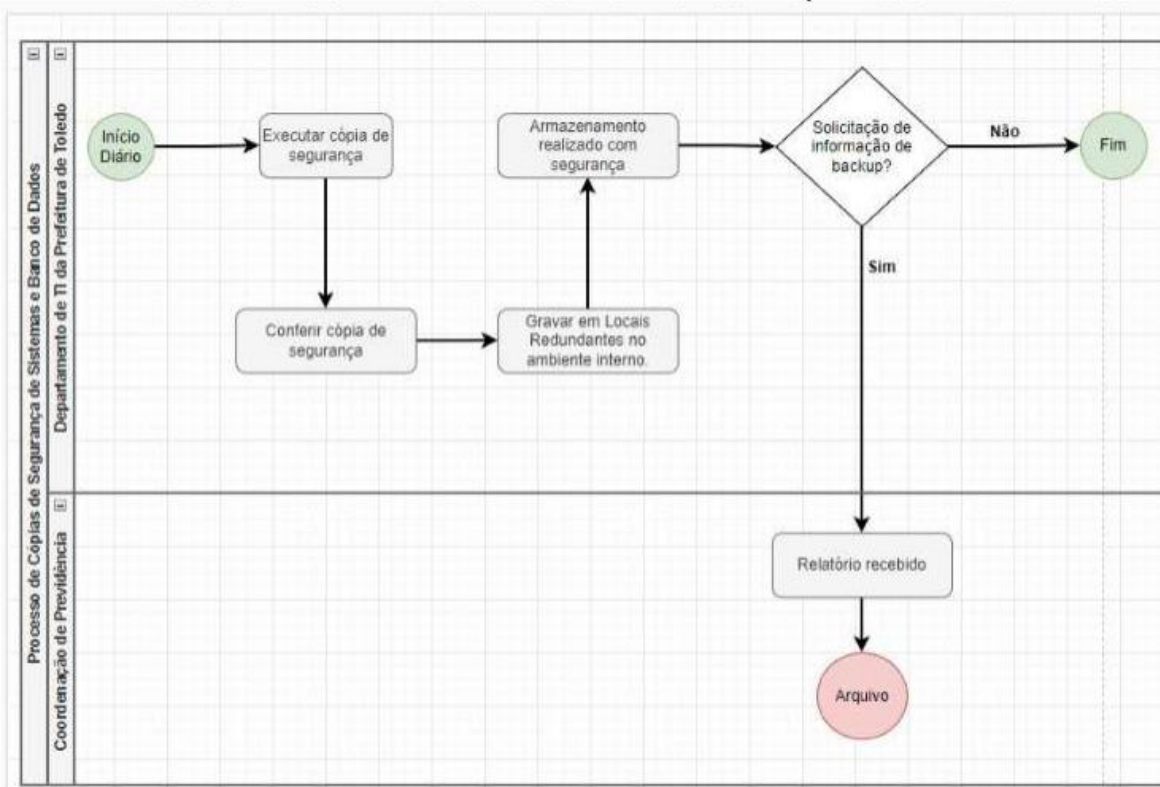 Processo de Cópias de Segurança de Sistemas e Banco de Dados
Departamento de TI da Prefeitura de Toledo
Início
Diário
Executar cópia de
segurança
Armazenamento
realizado com
segurança
Solicitação de
informação de
backup?
Não
Fim
Sim
Conferir cópia de
segurança
Gravar em Locais
Redundantes no
ambiente interno.
Coordenação de Previdência
Relatório recebido
Arquivo